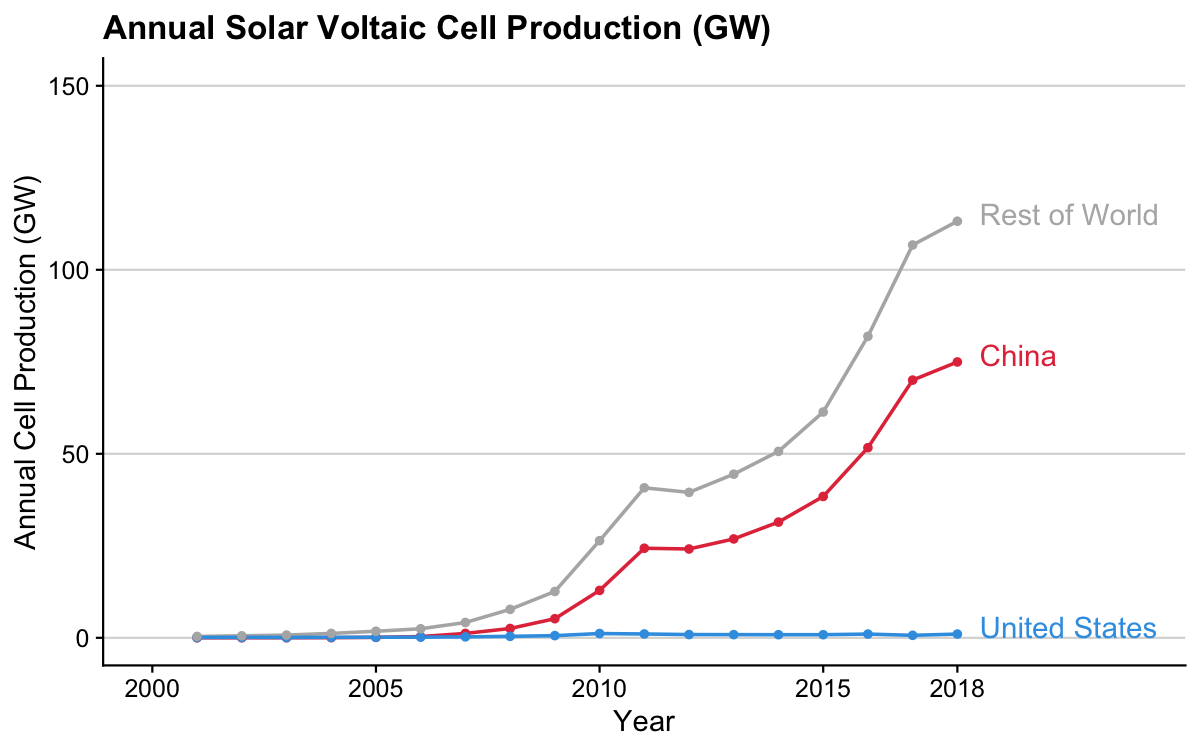 Annual Solar Voltaic Cell Production (GW)
Annual Cell Production (GW)
150
100
50
0
Rest of World
China
United States
2000 2005 2010 2015 2018
Year